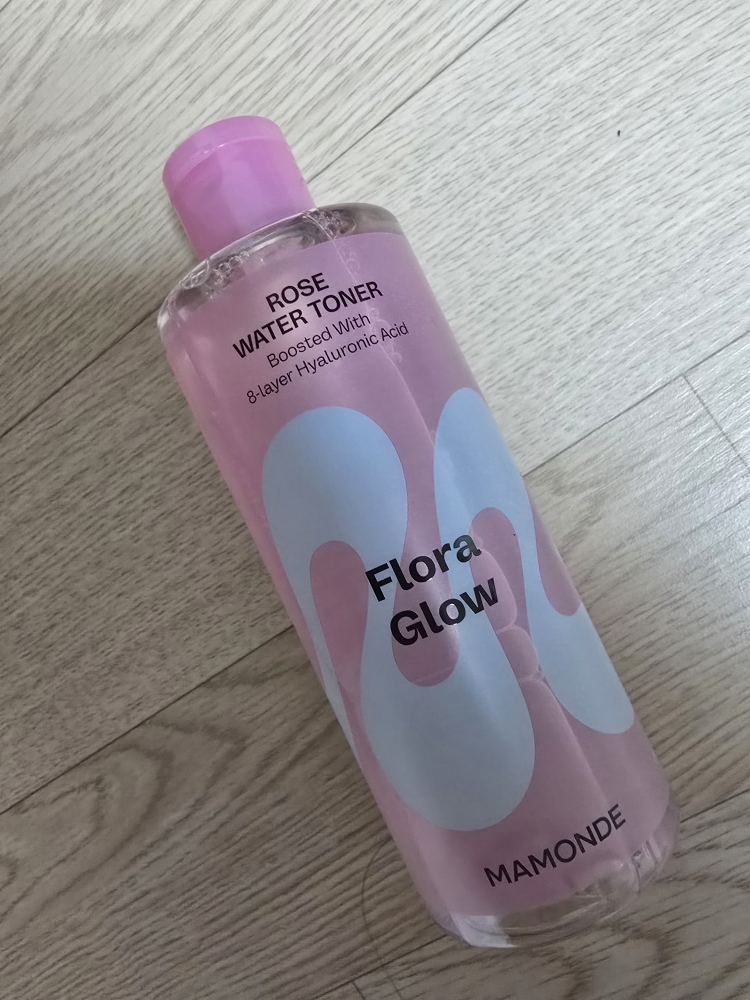 ROSE
WATER TONER
Boosted With
8-layer Hyaluronic Acid
Flora
Glow
MAMONDE